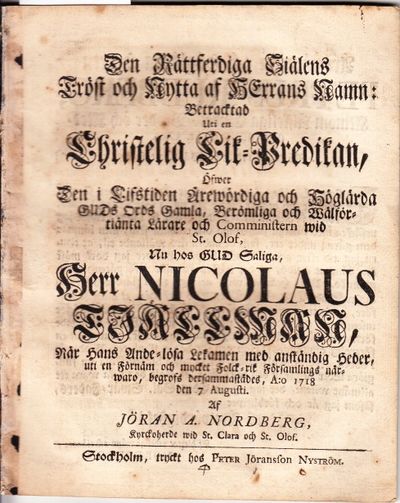 Den Rättferdiga Siälens
Tröst och Nytta af HErrans Namn:
Betracktad
Uti en
Christelig Lik-Predikan,
Öfwer
Den i Lifstiden Ärewördiga och Höglärda
GUDs Ords Gamla, Berömliga och Wälför-
tiänta Lärare och Comministern wid
St. Olof,
Nu hos GUD Saliga,
Herr NICOLAUS
TJÄLLMAN,
När Hans Ande-lösa Lekamen med anständig Heder,
uti en Förnäm och mycket Folck-rik Församlings när-
waro, begrofs dersammastädes, A:o 1718
den 7 Augusti.
Af
JÖRAN A. NORDBERG,
Kyrckoherde wid St. Clara och St. Olof.
Stockholm, tryckt hos PETER Jöransson NYSTRÖM.